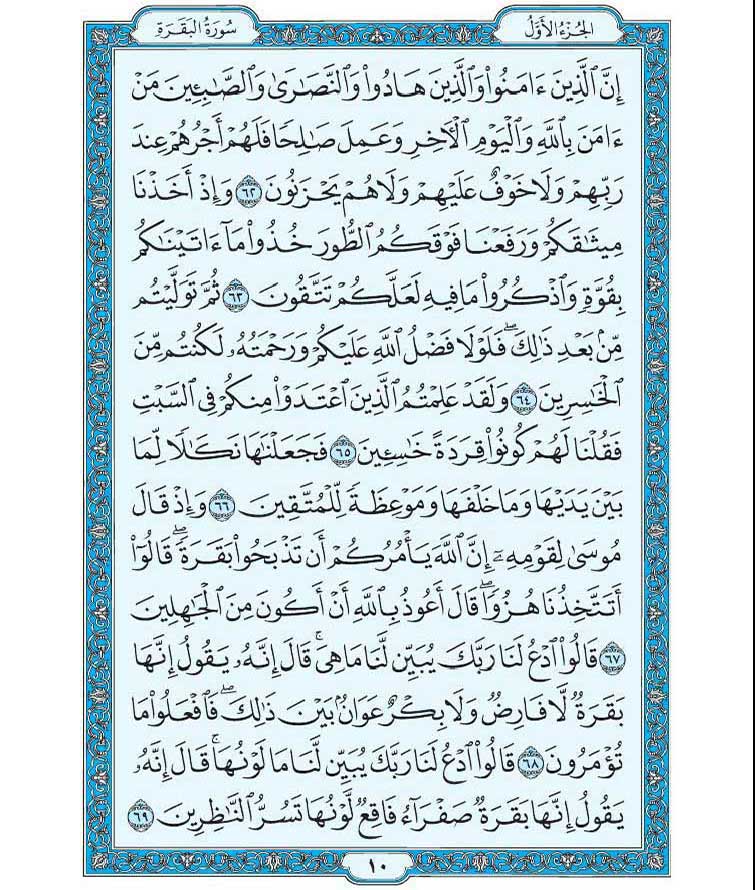 الجُزْءُ الأَوَّلُ
سُورَةُ البَقَرَةِ
إِنَّ ٱلَّذِينَ ءَامَنُوا۟ وَٱلَّذِينَ هَادُوا۟ وَٱلنَّصَـٰرَىٰ وَٱلصَّـٰبِـِٔينَ مَنْ
ءَامَنَ بِٱللَّهِ وَٱلْيَوْمِ ٱلْـَٔاخِرِ وَعَمِلَ صَـٰلِحًا فَلَهُمْ أَجْرُهُمْ عِندَ
رَبِّهِمْ وَلَا خَوْفٌ عَلَيْهِمْ وَلَا هُمْ يَحْزَنُونَ ٦٢ وَإِذْ أَخَذْنَا
مِيثَـٰقَكُمْ وَرَفَعْنَا فَوْقَكُمُ ٱلطُّورَ خُذُوا۟ مَآ ءَاتَيْنَـٰكُم
بِقُوَّةٍ وَٱذْكُرُوا۟ مَا فِيهِ لَعَلَّكُمْ تَتَّقُونَ ٦٣ ثُمَّ تَوَلَّيْتُم
مِّنۢ بَعْدِ ذَٰلِكَ ۖ فَلَوْلَا فَضْلُ ٱللَّهِ عَلَيْكُمْ وَرَحْمَتُهُۥ لَكُنتُم مِّنَ
ٱلْخَـٰسِرِينَ ٦٤ وَلَقَدْ عَلِمْتُمُ ٱلَّذِينَ ٱعْتَدَوْا۟ مِنكُمْ فِى ٱلسَّبْتِ
فَقُلْنَا لَهُمْ كُونُوا۟ قِرَدَةً خَـٰسِـِٔينَ ٦٥ فَجَعَلْنَـٰهَا نَكَـٰلًا لِّمَا
بَيْنَ يَدَيْهَا وَمَا خَلْفَهَا وَمَوْعِظَةً لِّلْمُتَّقِينَ ٦٦ وَإِذْ قَالَ
مُوسَىٰ لِقَوْمِهِۦٓ إِنَّ ٱللَّهَ يَأْمُرُكُمْ أَن تَذْبَحُوا۟ بَقَرَةً ۖ قَالُوٓا۟
أَتَتَّخِذُنَا هُزُوًا ۖ قَالَ أَعُوذُ بِٱللَّهِ أَنْ أَكُونَ مِنَ ٱلْجَـٰهِلِينَ
٦٧ قَالُوا۟ ٱدْعُ لَنَا رَبَّكَ يُبَيِّن لَّنَا مَا هِىَ ۚ قَالَ إِنَّهُۥ يَقُولُ إِنَّهَا
بَقَرَةٌ لَّا فَارِضٌ وَلَا بِكْرٌ عَوَانٌۢ بَيْنَ ذَٰلِكَ ۖ فَٱفْعَلُوا۟ مَا
تُؤْمَرُونَ ٦٨ قَالُوا۟ ٱدْعُ لَنَا رَبَّكَ يُبَيِّن لَّنَا مَا لَوْنُهَا ۚ قَالَ إِنَّهُۥ
يَقُولُ إِنَّهَا بَقَرَةٌ صَفْرَآءُ فَاقِعٌ لَّوْنُهَا تَسُرُّ ٱلنَّـٰظِرِينَ ٦٩
١٠